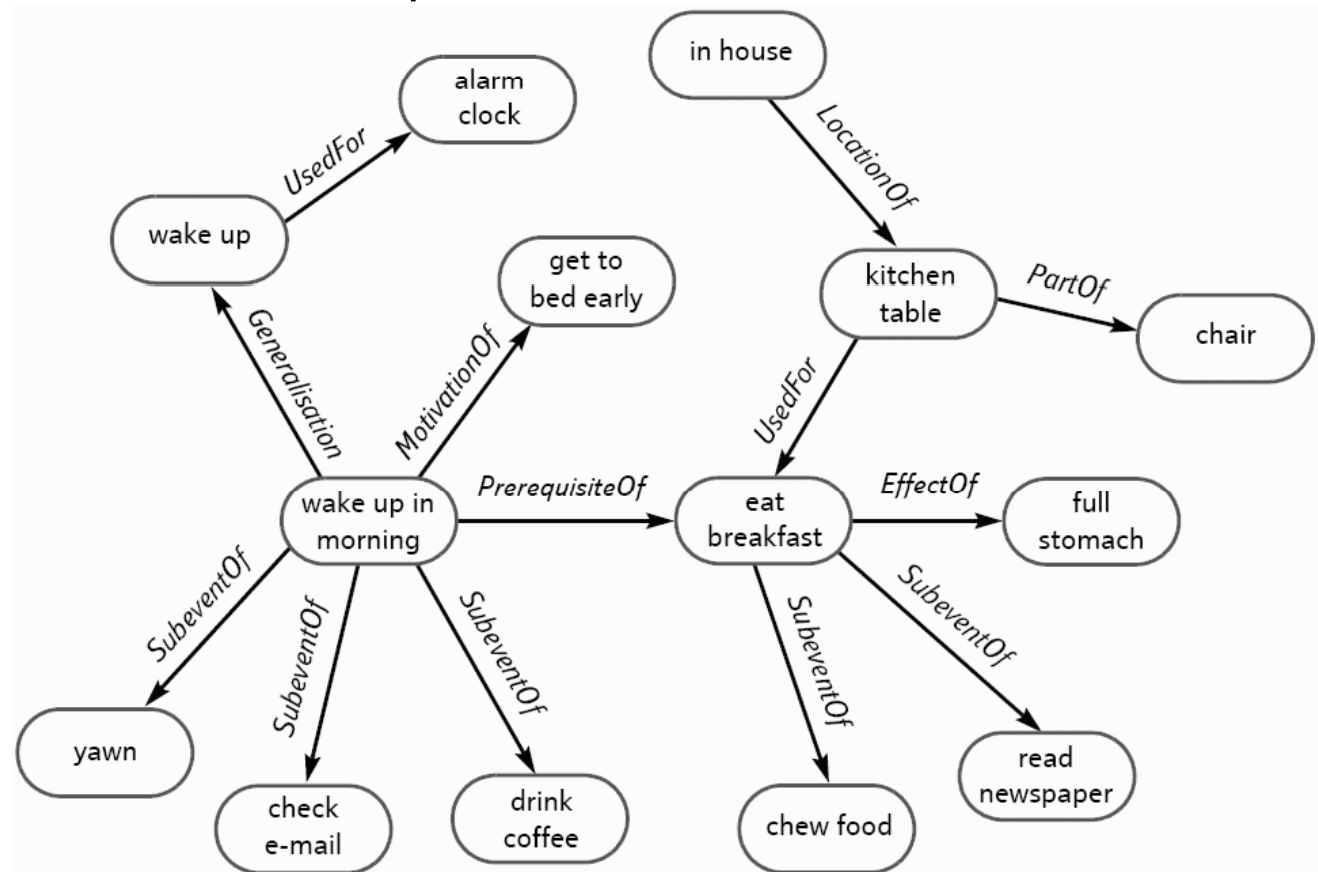 in house
alarm
clock
LocationOf
UsedFor
wake up
get to
bed early
kitchen
table
PartOf
chair
Generalisation
MotivationOf
UsedFor
PrerequisiteOf
EffectOf
wake up in
morning
eat
breakfast
full
stomach
SubeventOf
SubeventOf
SubeventOf
SubeventOf
SubeventOf
yawn
check
e-mail
drink
coffee
chew food
read
newspaper